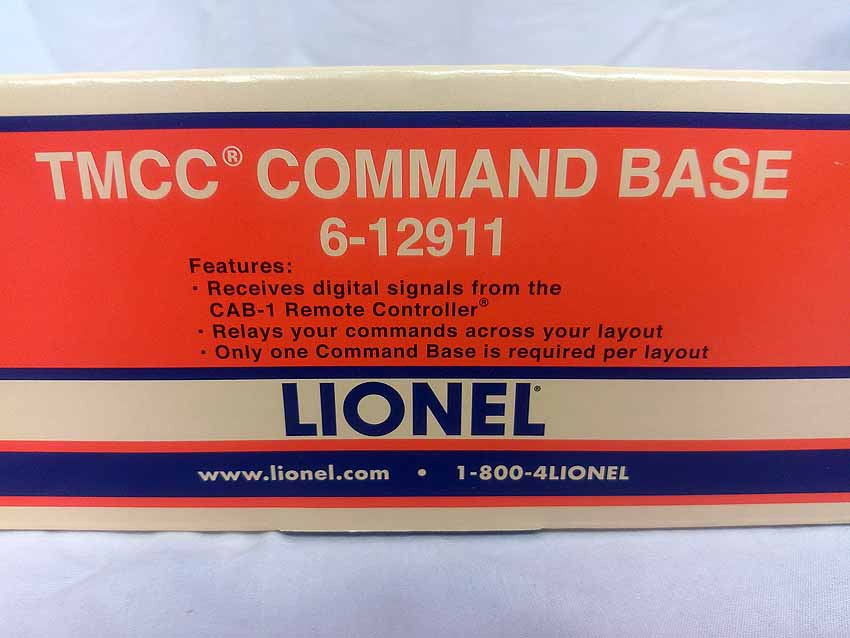 TMCC® COMMAND BASE
6-12911
Features:
· Receives digital signals from the
CAB-1 Remote Controller®
· Relays your commands across your layout
· Only one Command Base is required per layout
LIONEL®
www.lionel.com • 1-800-4LIONEL